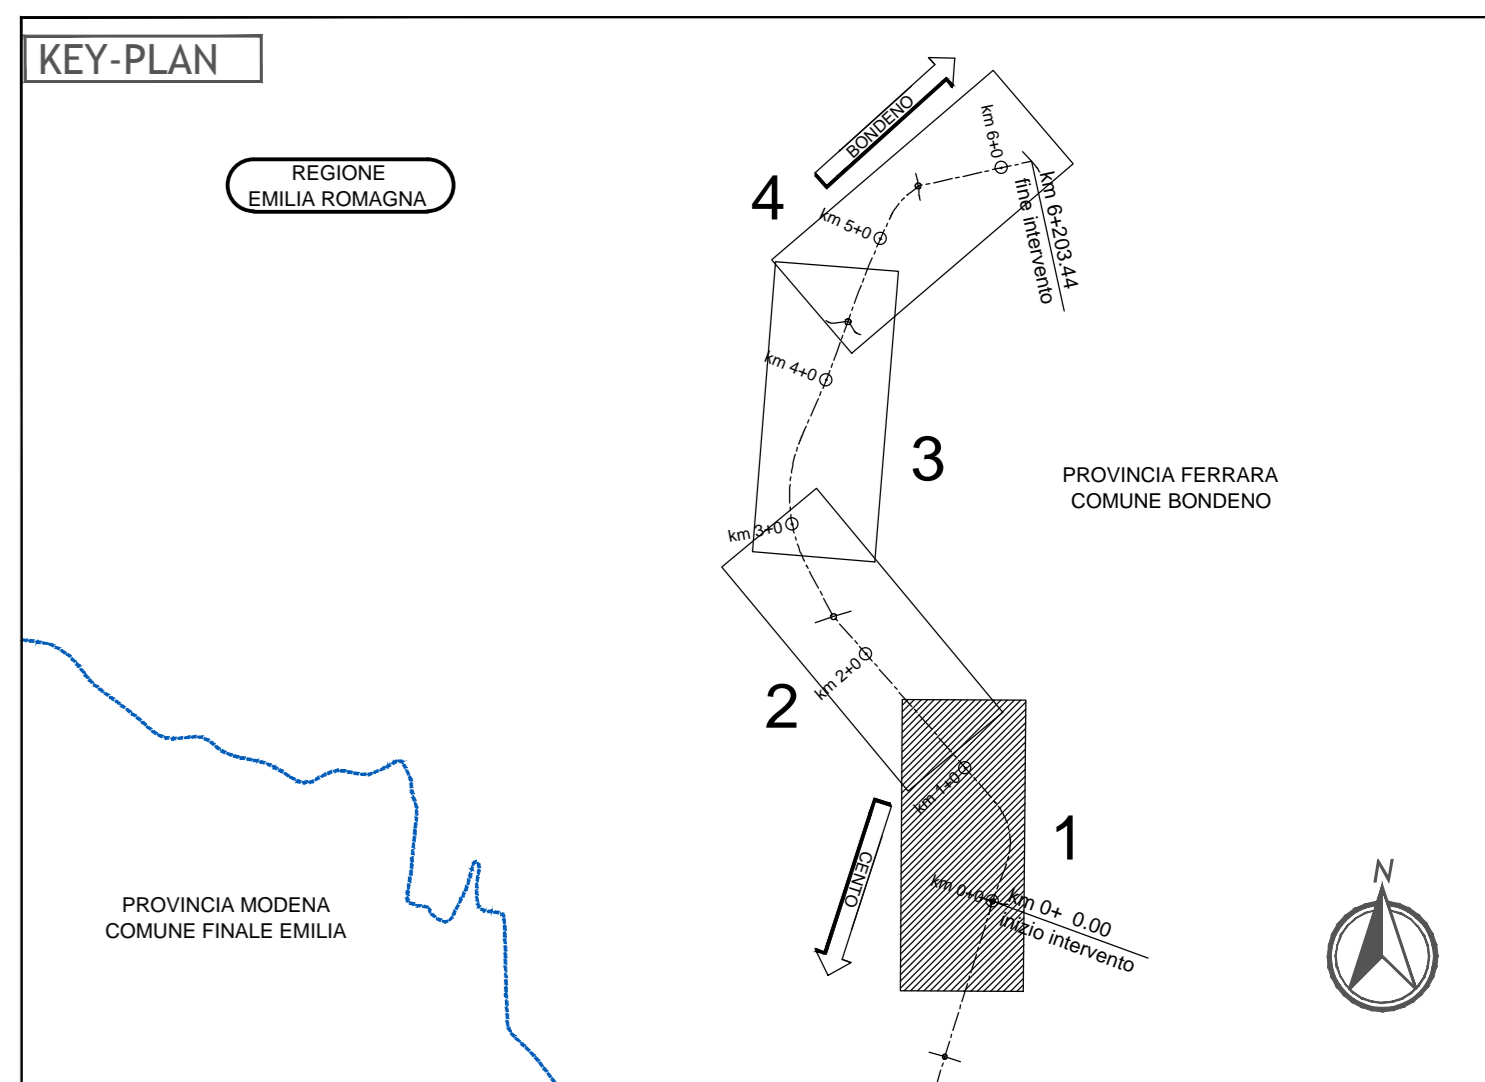 KEY-PLAN
REGIONE
EMILIA ROMAGNA
BONDENO
4
km 6+0
km 6+203.44
fine intervento
km 5+0
km 4+0
3
PROVINCIA FERRARA
COMUNE BONDENO
km 3+0
km 2+0
2
km 1+0
1
CENTO
km 0+0
km 0+ 0.00
inizio intervento
N
PROVINCIA MODENA
COMUNE FINALE EMILIA